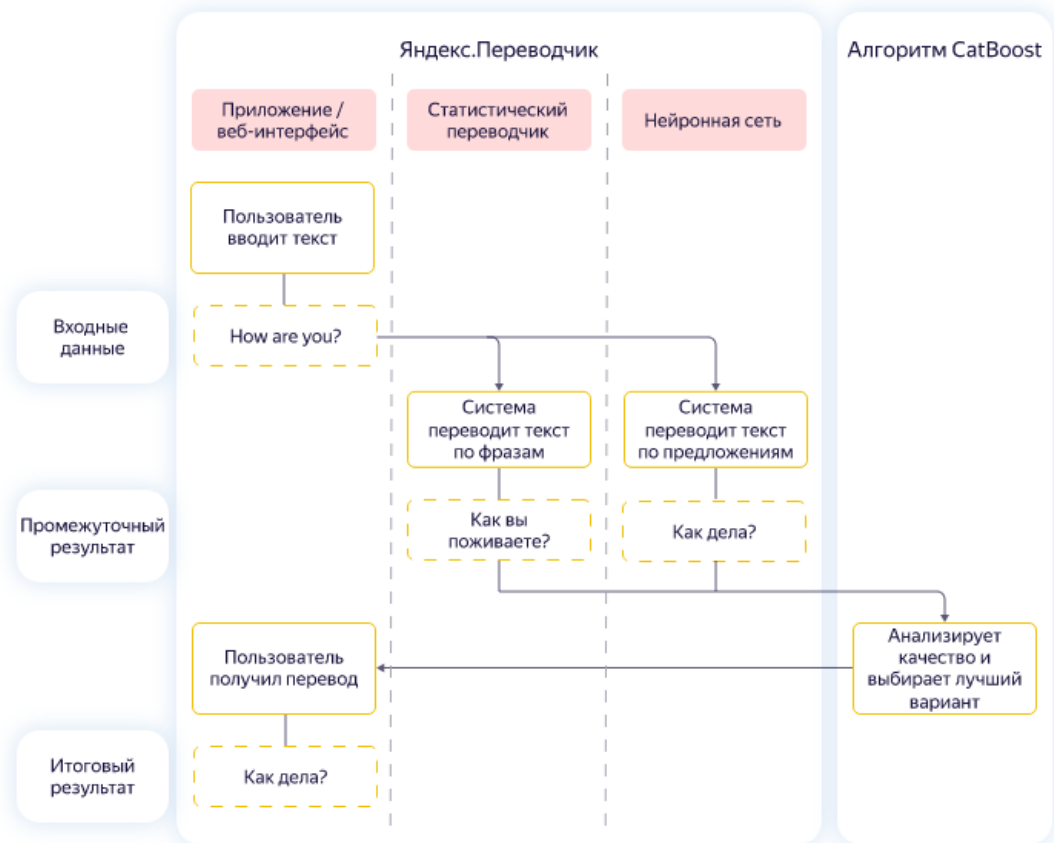 Яндекс.Переводчик
Алгоритм CatBoost
Приложение /
веб-интерфейс
Статистический
переводчик
Нейронная сеть
Пользователь
вводит текст
Входные
данные
How are you?
Система
переводит текст
по фразам
Система
переводит текст
по предложениям
Промежуточный
результат
Как вы
поживаете?
Как дела?
Пользователь
получил перевод
Анализирует
качество и
выбирает лучший
вариант
Итоговый
результат
Как дела?